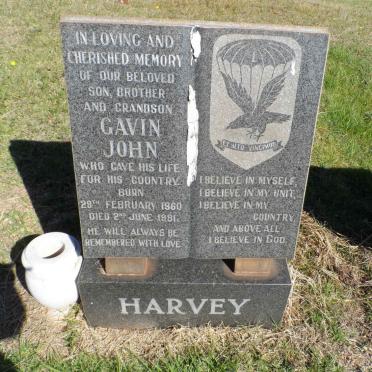 IN LOVING AND
CHERISHED MEMORY
OF OUR BELOVED
SON, BROTHER
AND GRANDSON
GAVIN
JOHN
WHO GAVE HIS LIFE
FOR HIS COUNTRY.
BORN
28TH FEBRUARY 1960
DIED 2ND JUNE 1981.
HE WILL ALWAYS BE
REMEMBERED WITH LOVE
EX ALTO VINCIMUS
I BELIEVE IN MYSELF,
I BELIEVE IN MY UNIT,
I BELIEVE IN MY
COUNTRY
AND ABOVE ALL
I BELIEVE IN GOD.
HARVEY